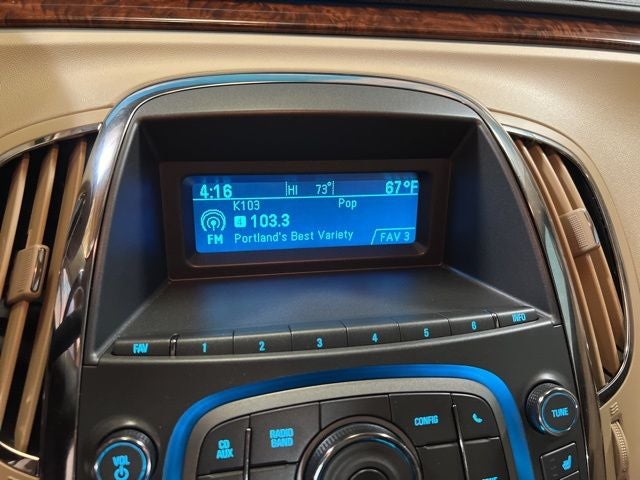 4:16 HI 73° 67°F
K103 Pop
4 103.3
FM Portland's Best Variety FAV 3
FAV 1 2 3 4 5 6 INFO
CD AUX RADIO BAND CONFIG TUNE
VOL